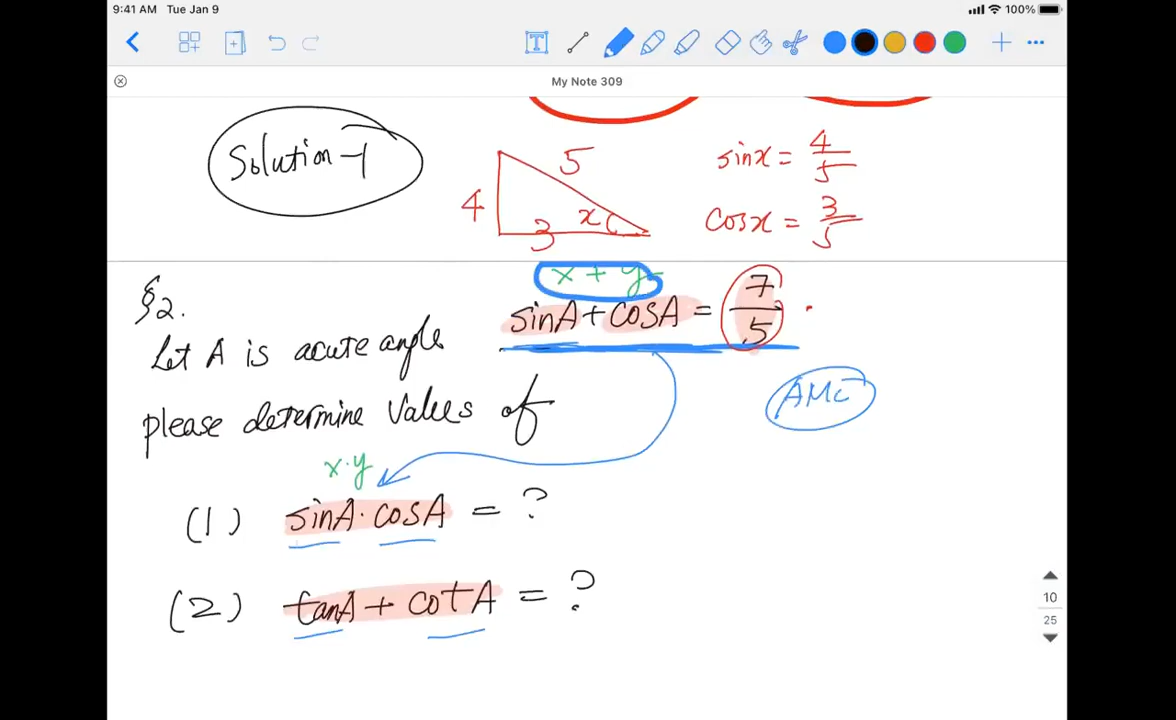 9:41 AM Tue Jan 9
100%
My Note 309
Solution-1
5
4
x
3
sinx = 4/5
cosx = 3/5
x + y
§2.
sinA + cosA = 7/5
Let A is acute angle
AMC
please determine Values of
x·y
(1) sinA·cosA = ?
(2) tanA + cotA = ?
10
25